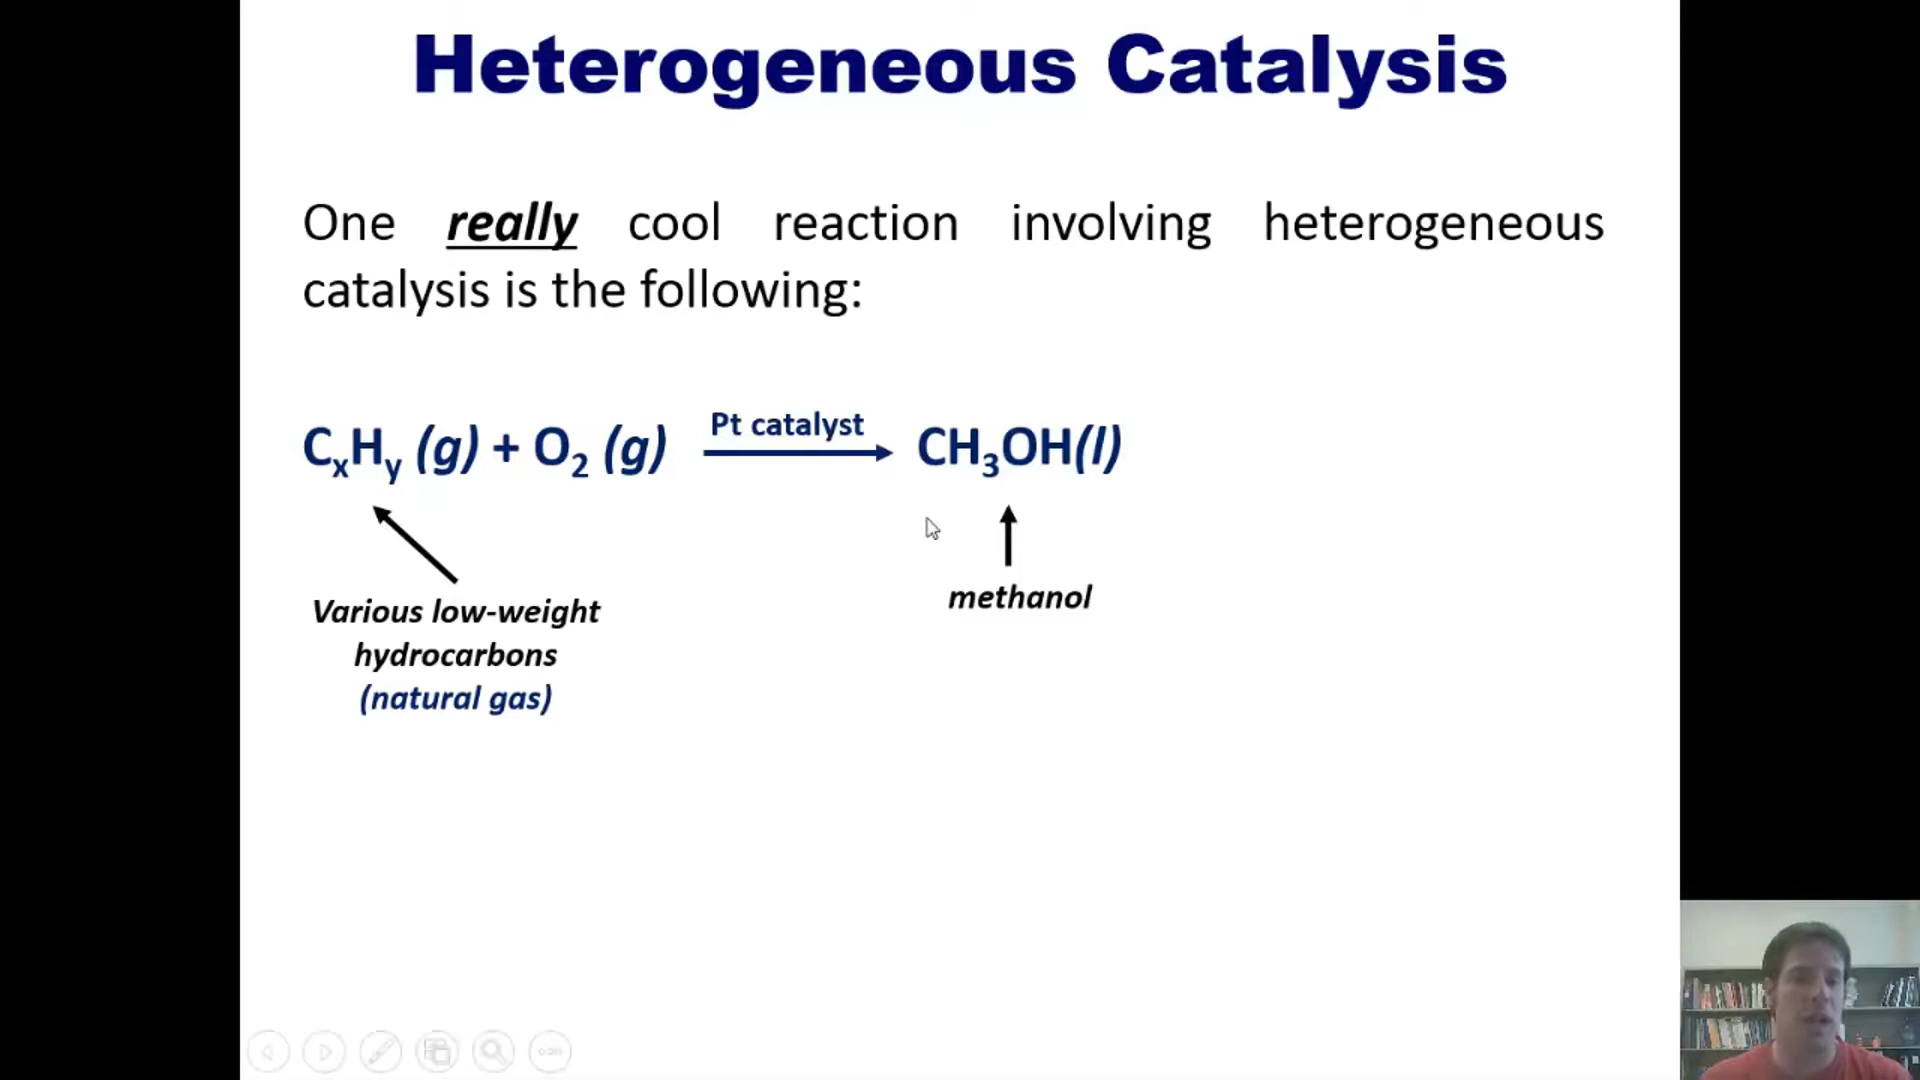 Heterogeneous Catalysis
One really cool reaction involving heterogeneous
catalysis is the following:
CxHy (g) + O2 (g) Pt catalyst CH3OH(l)
Various low-weight
hydrocarbons
(natural gas)
methanol